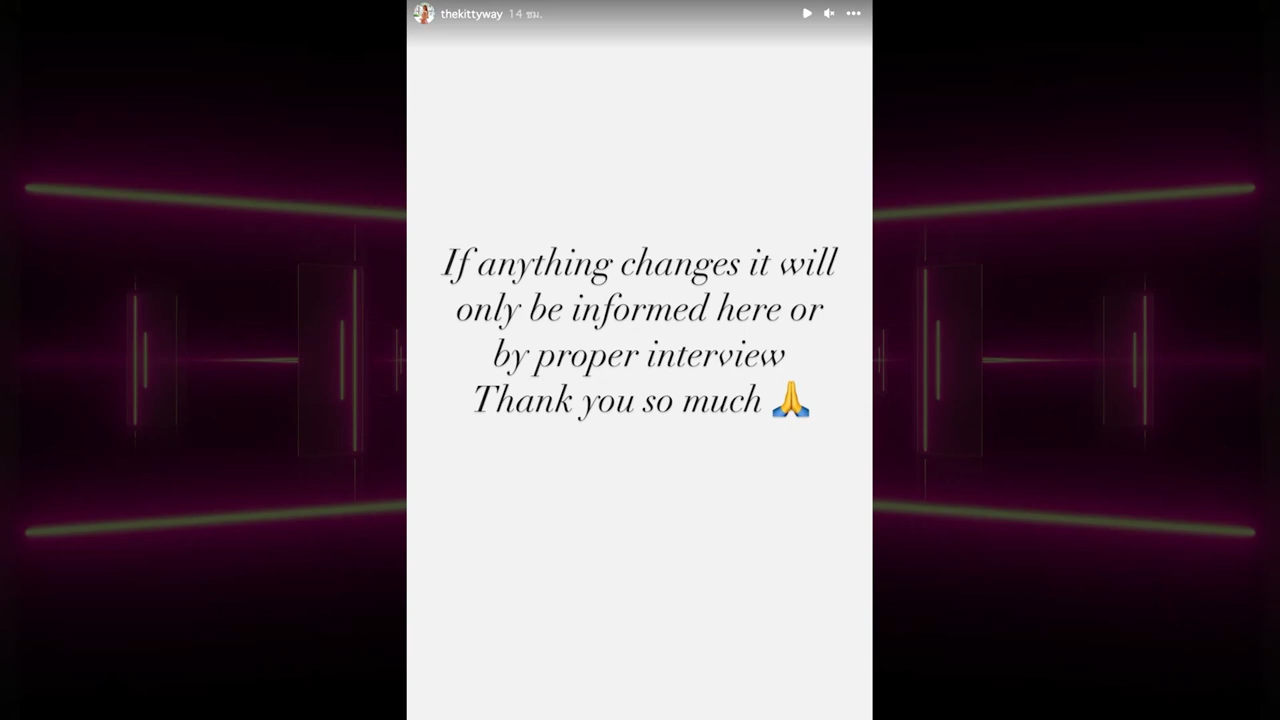 thekittyway 14 ชม.
If anything changes it will
only be informed here or
by proper interview
Thank you so much 🙏